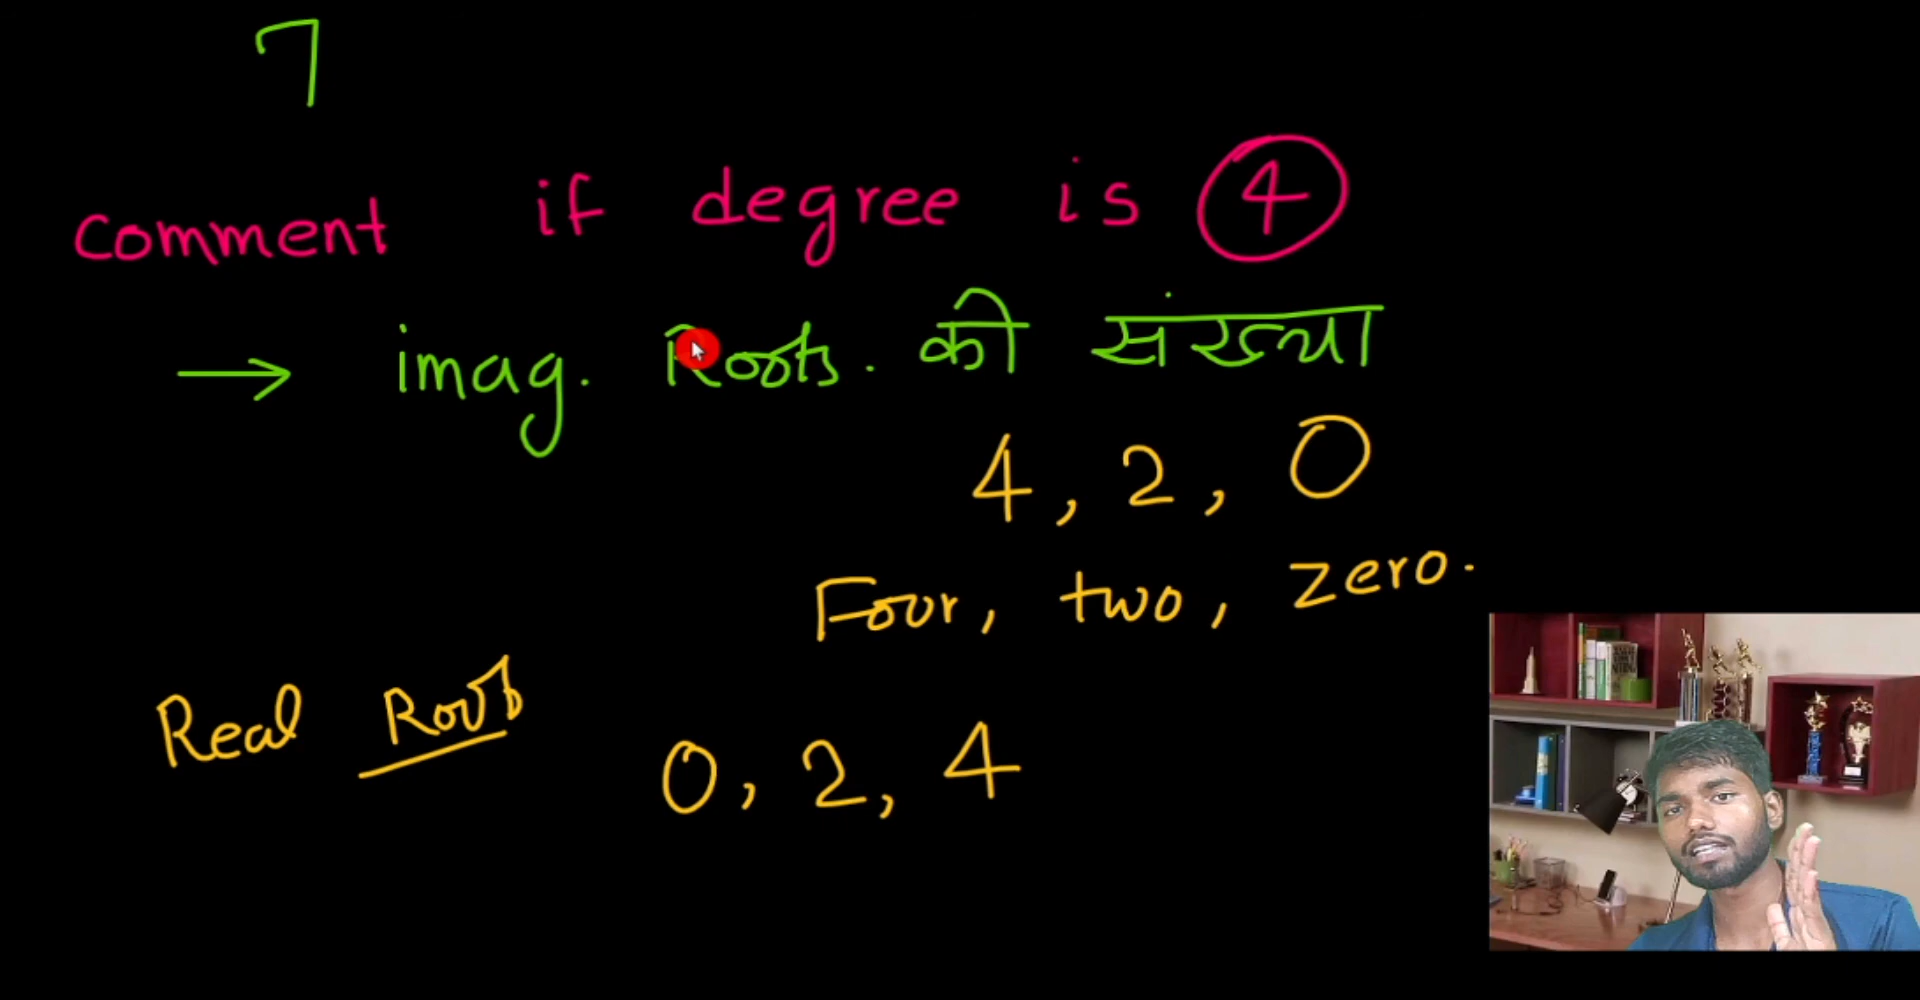 7
Comment if degree is 4
→ imag. Roots. की संख्या
4, 2, 0
Four, two, zero.
Real Roots
0, 2, 4